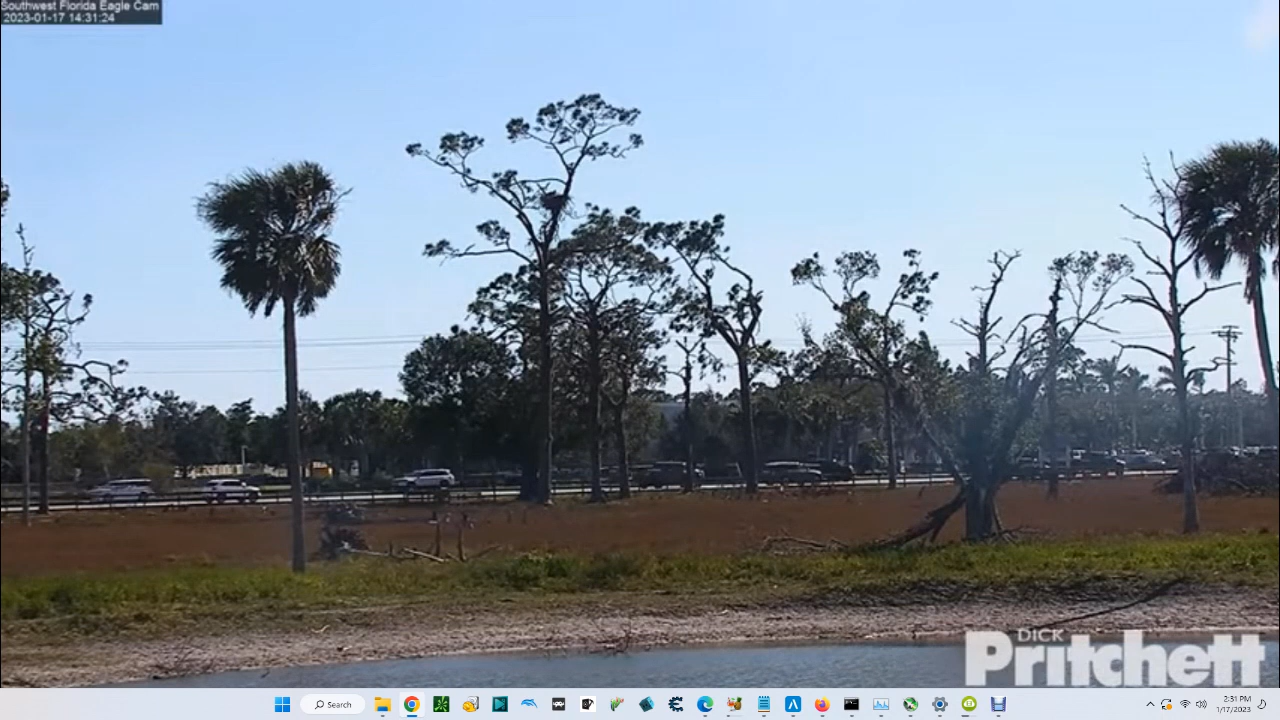 Southwest Florida Eagle Cam
2023-01-17 14:31:24
DICK
Pritchett
Search
2:31 PM
1/17/2023